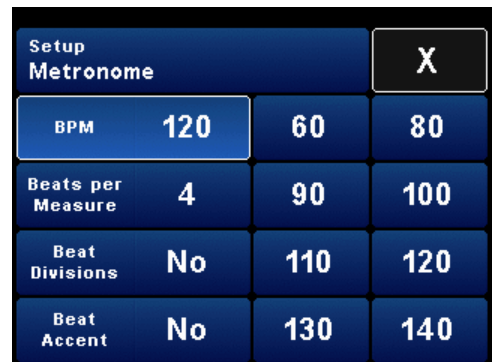 Setup
Metronome
X
BPM 120 60 80
Beats per
Measure 4 90 100
Beat
Divisions No 110 120
Beat
Accent No 130 140